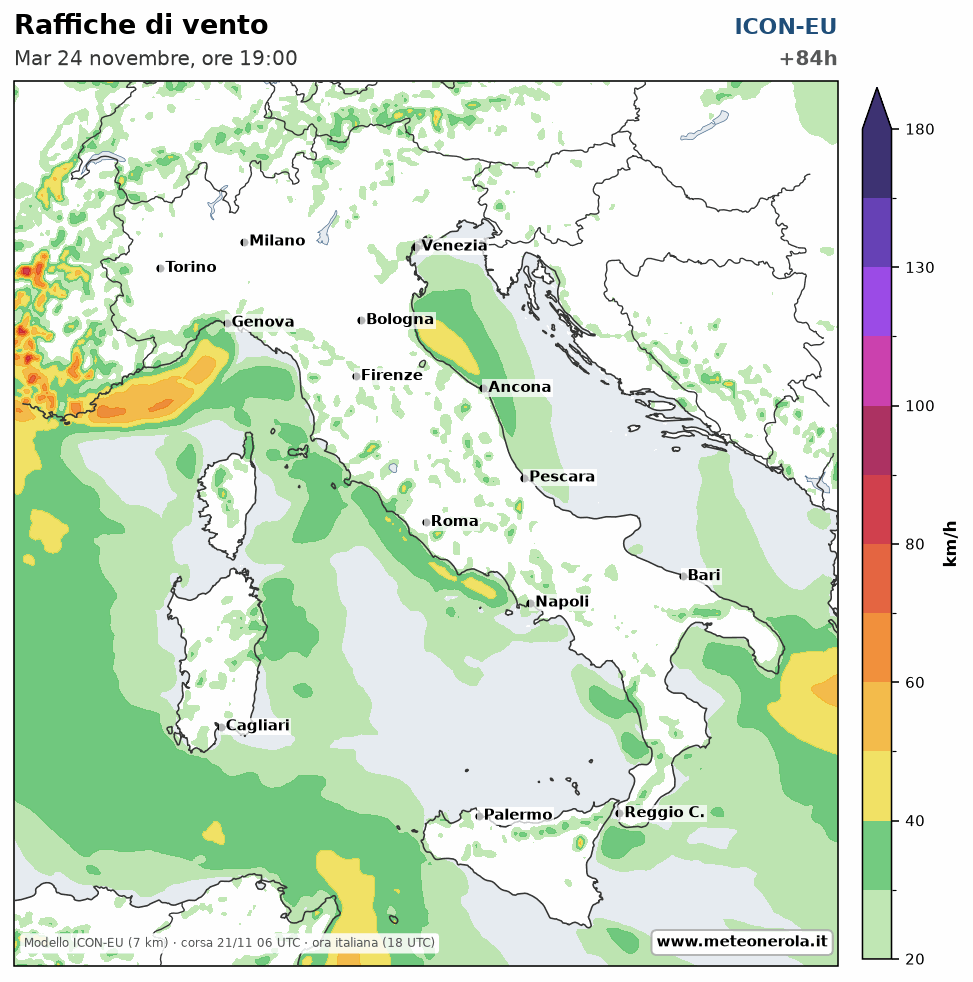 Raffiche di vento
ICON-EU
Mar 24 novembre, ore 19:00
+84h
180
130
100
80
60
40
20
km/h
Milano
Venezia
Torino
Genova
Bologna
Firenze
Ancona
Pescara
Roma
Bari
Napoli
Cagliari
Palermo
Reggio C.
Modello ICON-EU (7 km) · corsa 21/11 06 UTC · ora italiana (18 UTC)
www.meteonerola.it